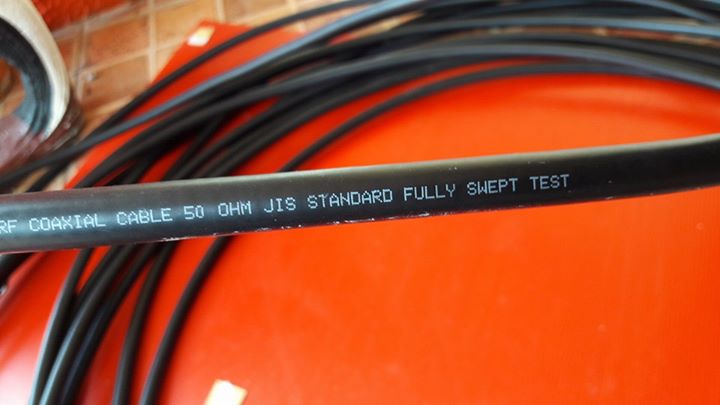 RF COAXIAL CABLE 50 OHM JIS STANDARD FULLY SWEPT TEST